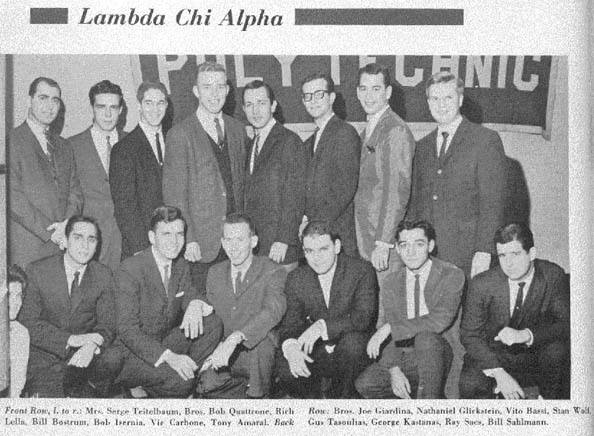 Lambda Chi Alpha
POLYTECHNIC
Front Row, l. to r.: Mrs. Serge Teitelbaum, Bros. Bob Quattrone, Rich
Lella, Bill Bostrum, Bob Isernia, Vic Carbone, Tony Amaral. Back
Row: Bros. Joe Giardina, Nathaniel Glickstein, Vito Bassi, Stan Wolf,
Gus Tasoulias, George Kastanas, Ray Sacs, Bill Sahlmann.